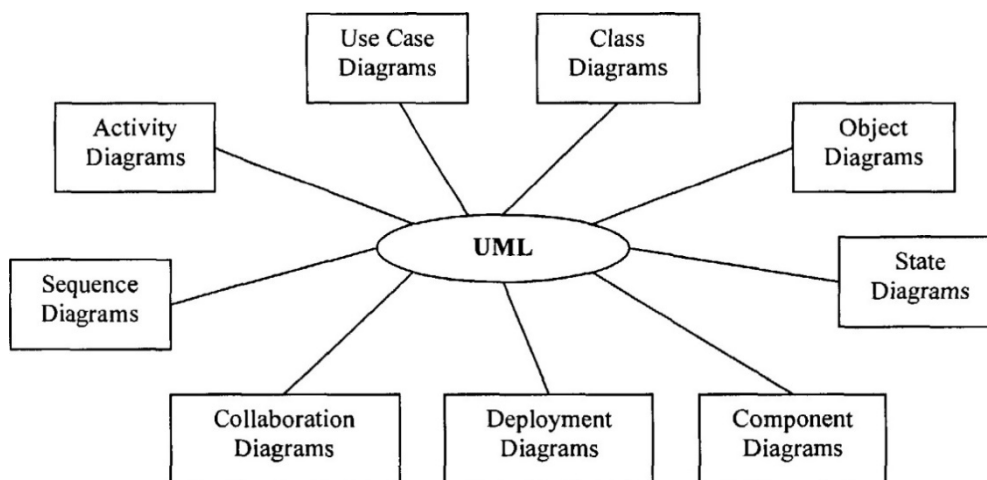 Use Case
Diagrams
Class
Diagrams
Activity
Diagrams
Object
Diagrams
UML
Sequence
Diagrams
State
Diagrams
Collaboration
Diagrams
Deployment
Diagrams
Component
Diagrams